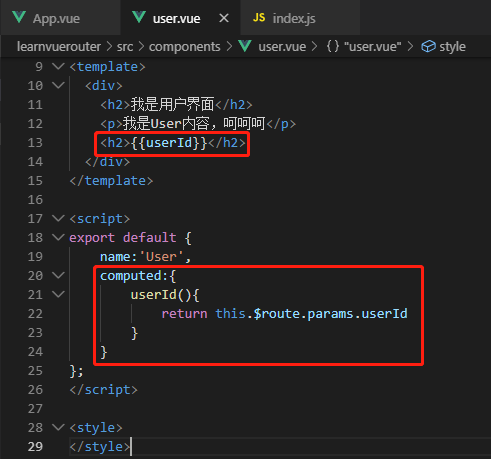 App.vue user.vue × JS index.js
learnvuerouter > src > components > user.vue > {} "user.vue" > style
9 <template>
10 <div>
11 <h2>我是用户界面</h2>
12 <p>我是User内容，呵呵呵</p>
13 <h2>{{userId}}</h2>
14 </div>
15 </template>
16
17 <script>
18 export default {
19 name:'User',
20 computed:{
21 userId(){
22 return this.$route.params.userId
23 }
24 }
25 };
26 </script>
27
28 <style>
29 </style>